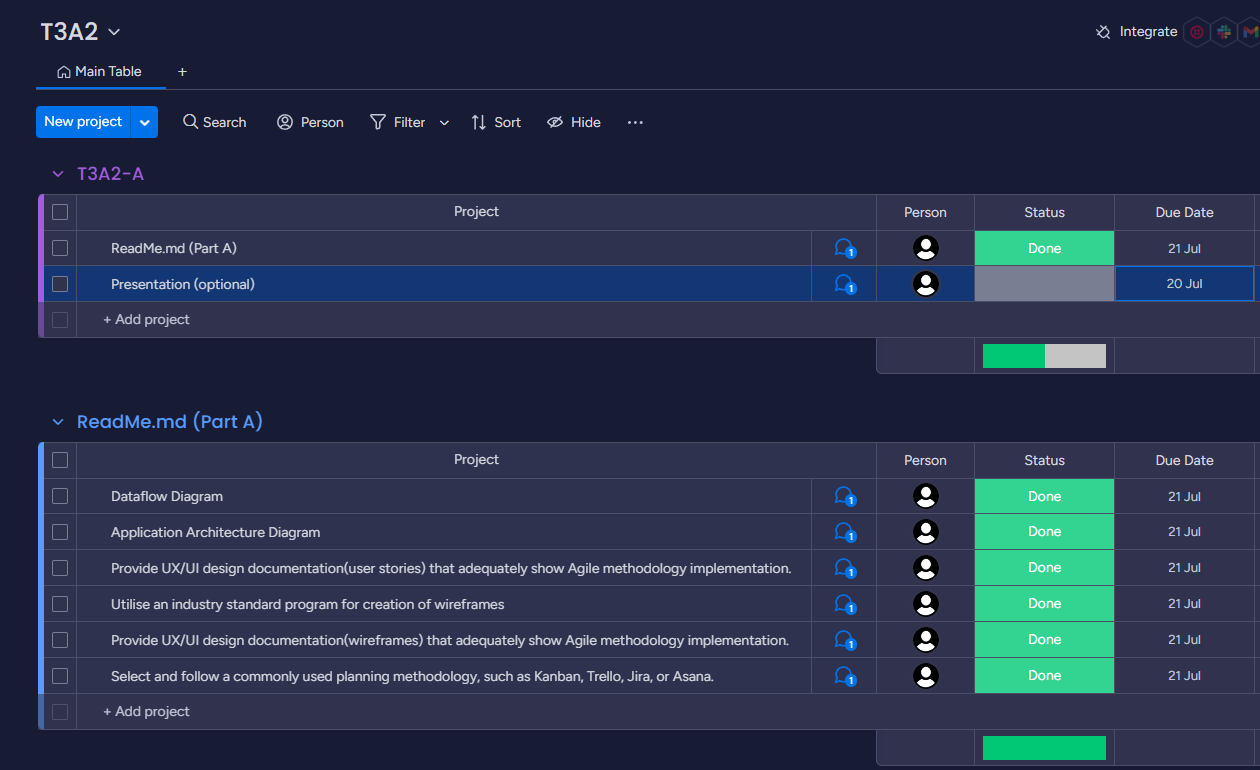 T3A2
Integrate
Main Table +
New project Search Person Filter Sort Hide ...
T3A2-A
Project Person Status Due Date
ReadMe.md (Part A) 1 Done 21 Jul
Presentation (optional) 1 20 Jul
+ Add project
ReadMe.md (Part A)
Project Person Status Due Date
Dataflow Diagram 1 Done 21 Jul
Application Architecture Diagram 1 Done 21 Jul
Provide UX/UI design documentation(user stories) that adequately show Agile methodology implementation. 1 Done 21 Jul
Utilise an industry standard program for creation of wireframes 1 Done 21 Jul
Provide UX/UI design documentation(wireframes) that adequately show Agile methodology implementation. 1 Done 21 Jul
Select and follow a commonly used planning methodology, such as Kanban, Trello, Jira, or Asana. 1 Done 21 Jul
+ Add project